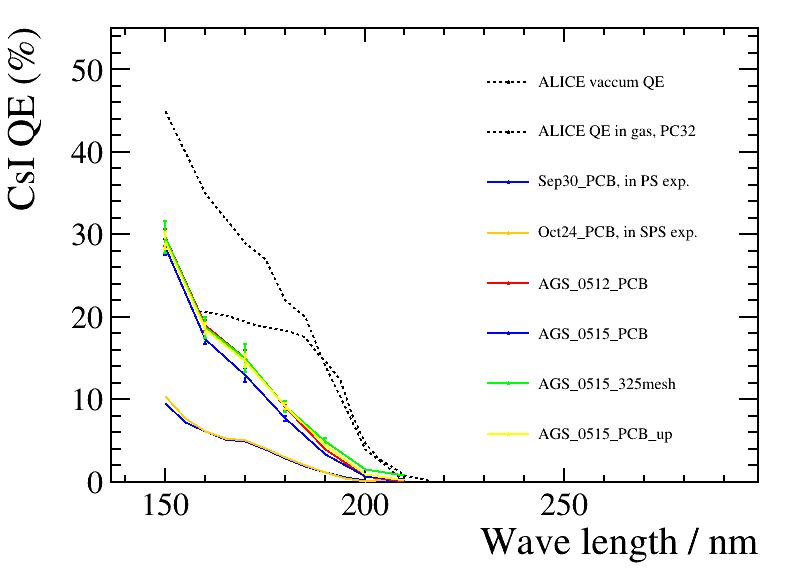 CsI QE (%)
50
40
30
20
10
0
ALICE vaccum QE
ALICE QE in gas, PC32
Sep30_PCB, in PS exp.
Oct24_PCB, in SPS exp.
AGS_0512_PCB
AGS_0515_PCB
AGS_0515_325mesh
AGS_0515_PCB_up
150 200 250
Wave length / nm